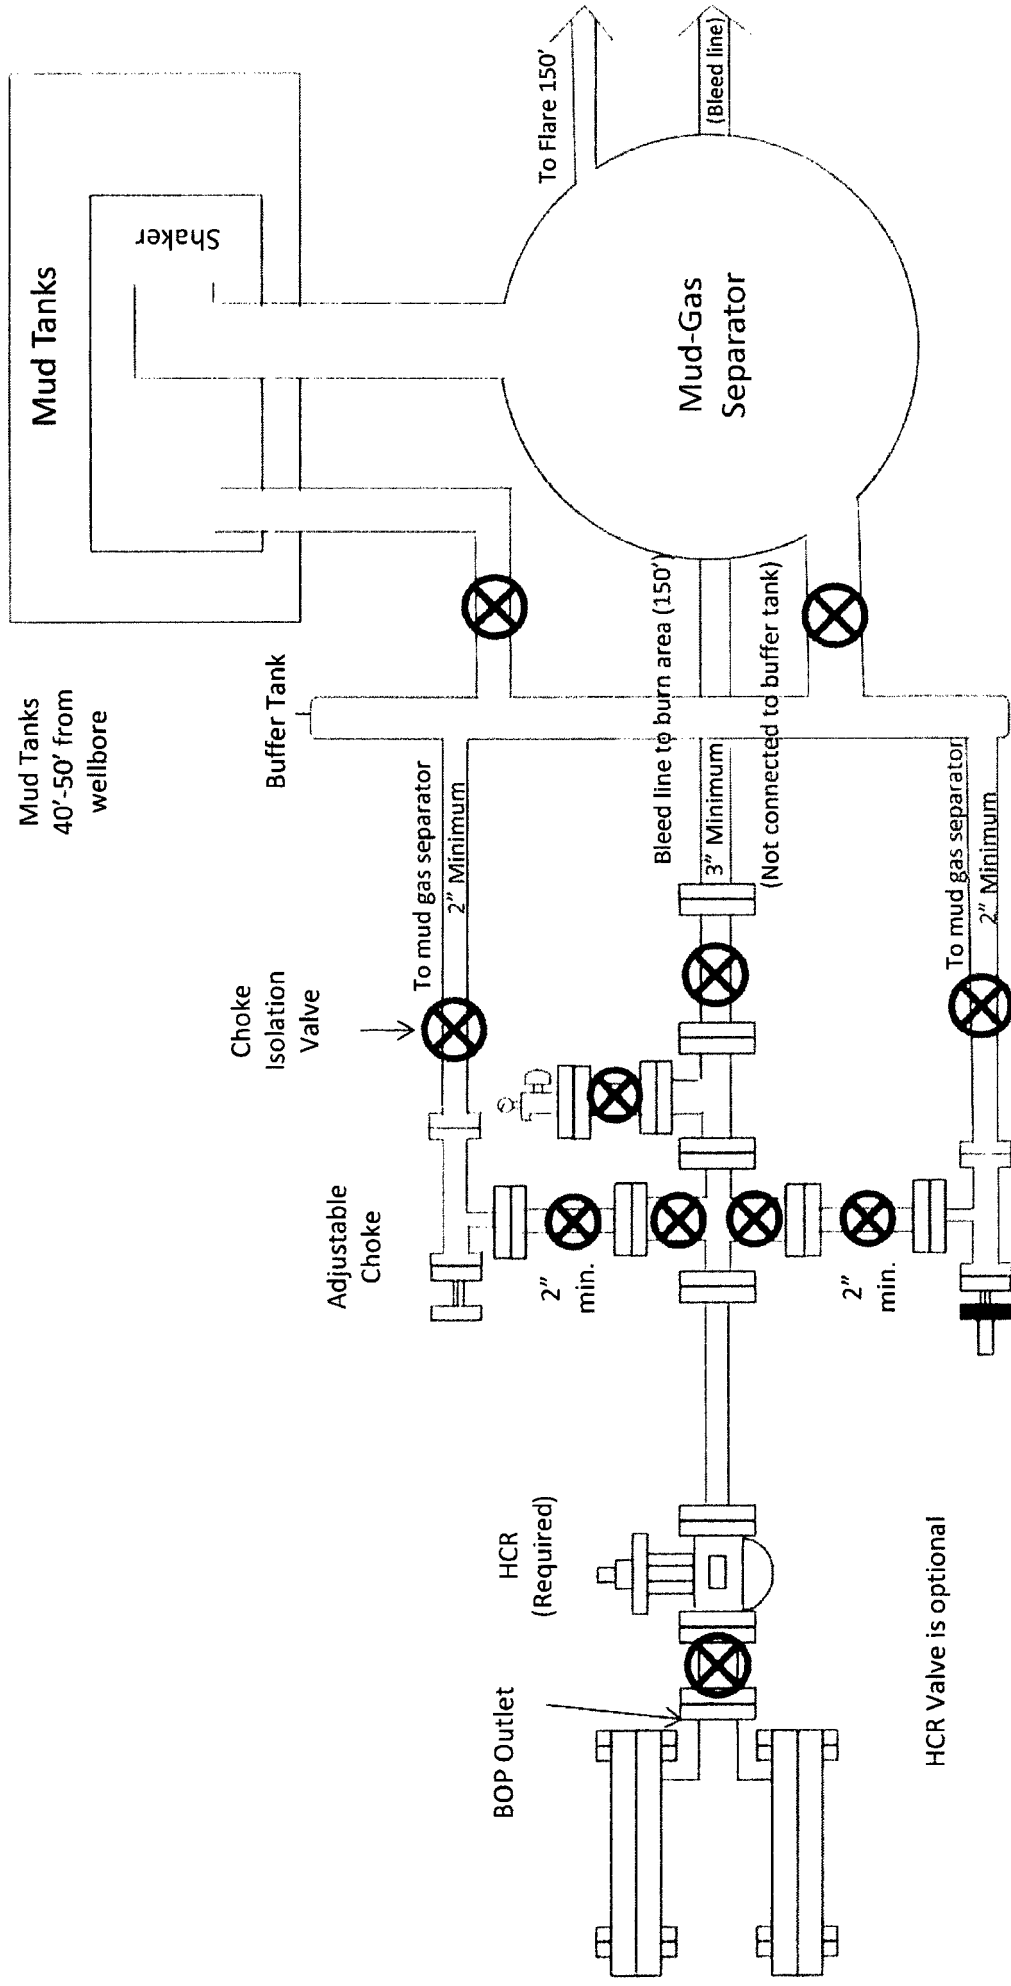 Mud Tanks
40'-50' from
wellbore
Mud Tanks
Shaker
Buffer Tank
Choke
Isolation
Valve
To mud gas separator
2" Minimum
Adjustable
Choke
2"
min.
2"
min.
HCR
(Required)
BOP Outlet
HCR Valve is optional
Bleed line to burn area (150')
3" Minimum
(Not connected to buffer tank)
To mud gas separator
2" Minimum
Mud-Gas
Separator
To Flare 150'
(Bleed line)